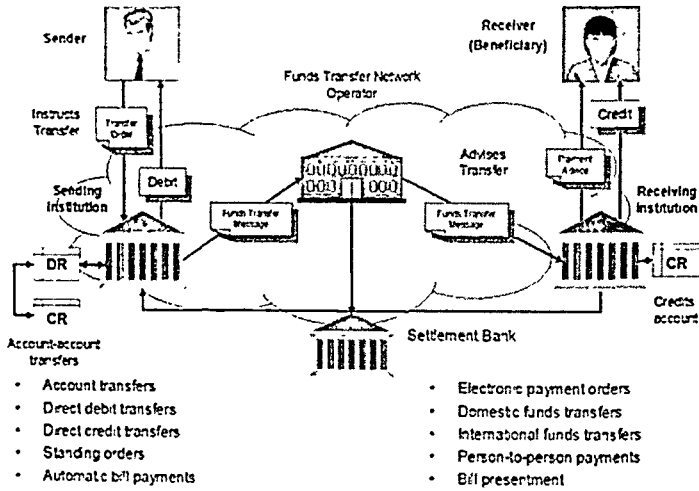 Sender
Receiver
(Beneficiary)
Funds Transfer Network
Operator
Instructs
Transfer
Transfer
Order
Credit
Debit
Advises
Transfer
Payment
Advice
Sending
Institution
Receiving
Institution
Funds Transfer
Message
Funds Transfer
Message
DR
CR
CR
Credits
account
Account-account
transfers
Settlement Bank
• Account transfers
• Direct debit transfers
• Direct credit transfers
• Standing orders
• Automatic bill payments
• Electronic payment orders
• Domestic funds transfers
• International funds transfers
• Person-to-person payments
• Bill presentment